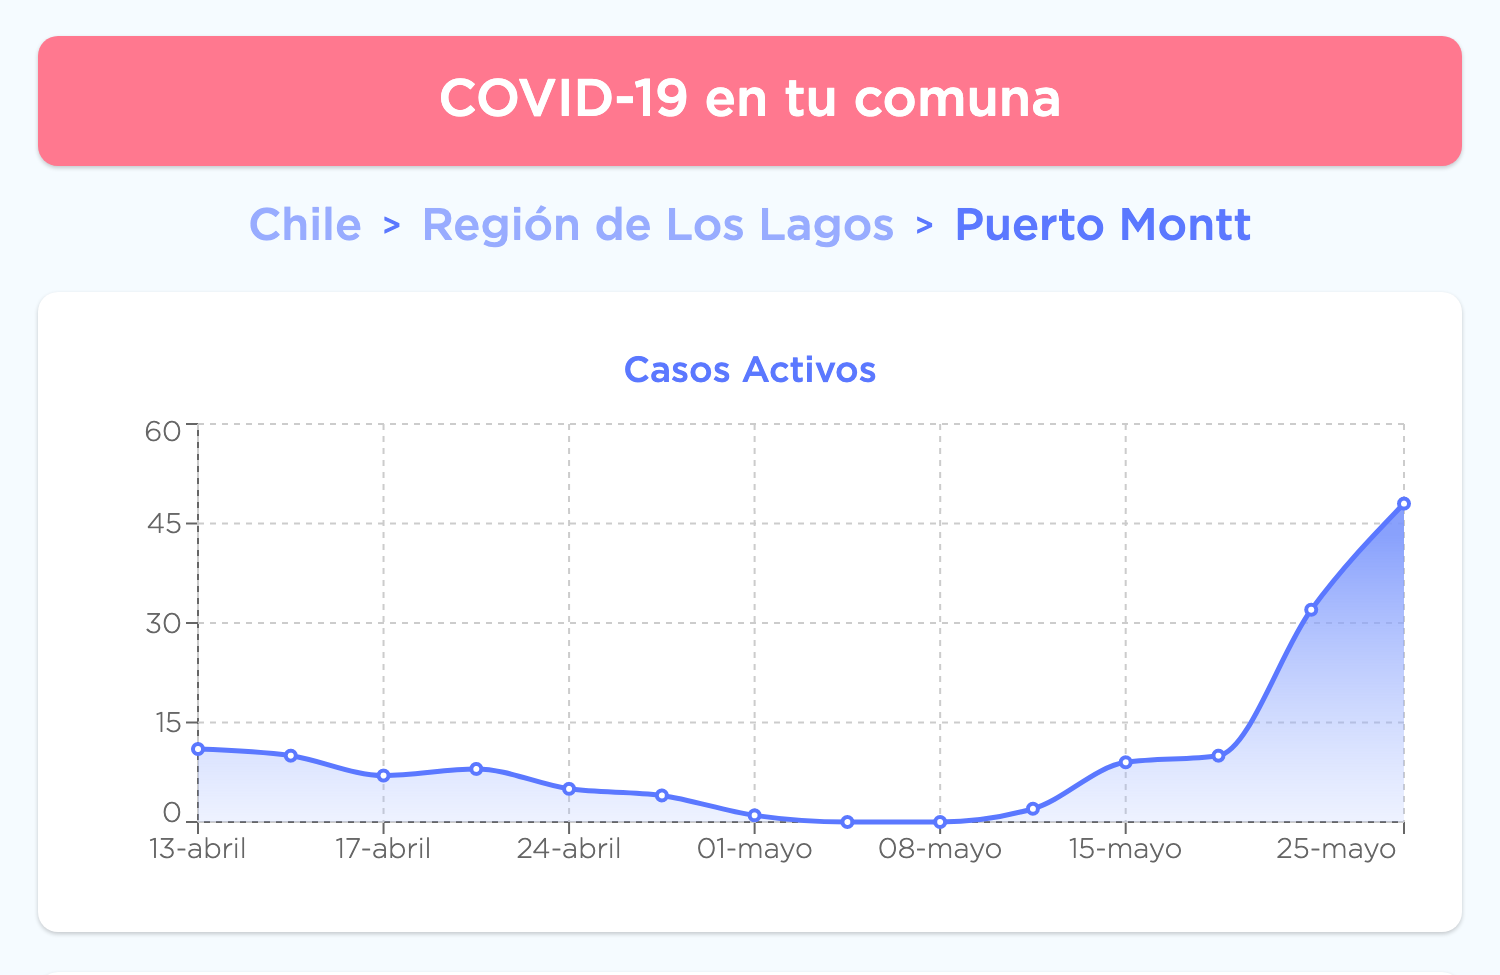 COVID-19 en tu comuna
Chile > Región de Los Lagos > Puerto Montt
Casos Activos
60
45
30
15
0
13-abril 17-abril 24-abril 01-mayo 08-mayo 15-mayo 25-mayo